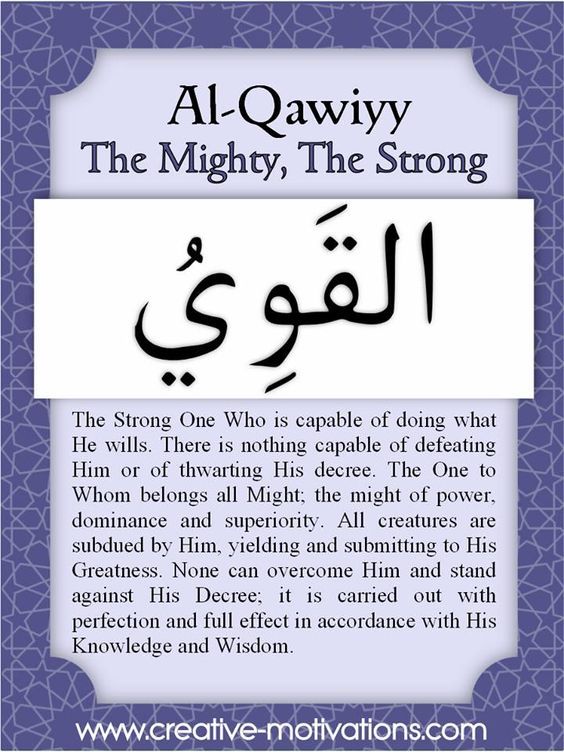 Al-Qawiyy
The Mighty, The Strong
القَوِيُ
The Strong One Who is capable of doing what
He wills. There is nothing capable of defeating
Him or of thwarting His decree. The One to
Whom belongs all Might; the might of power,
dominance and superiority. All creatures are
subdued by Him, yielding and submitting to His
Greatness. None can overcome Him and stand
against His Decree; it is carried out with
perfection and full effect in accordance with His
Knowledge and Wisdom.
www.creative-motivations.com